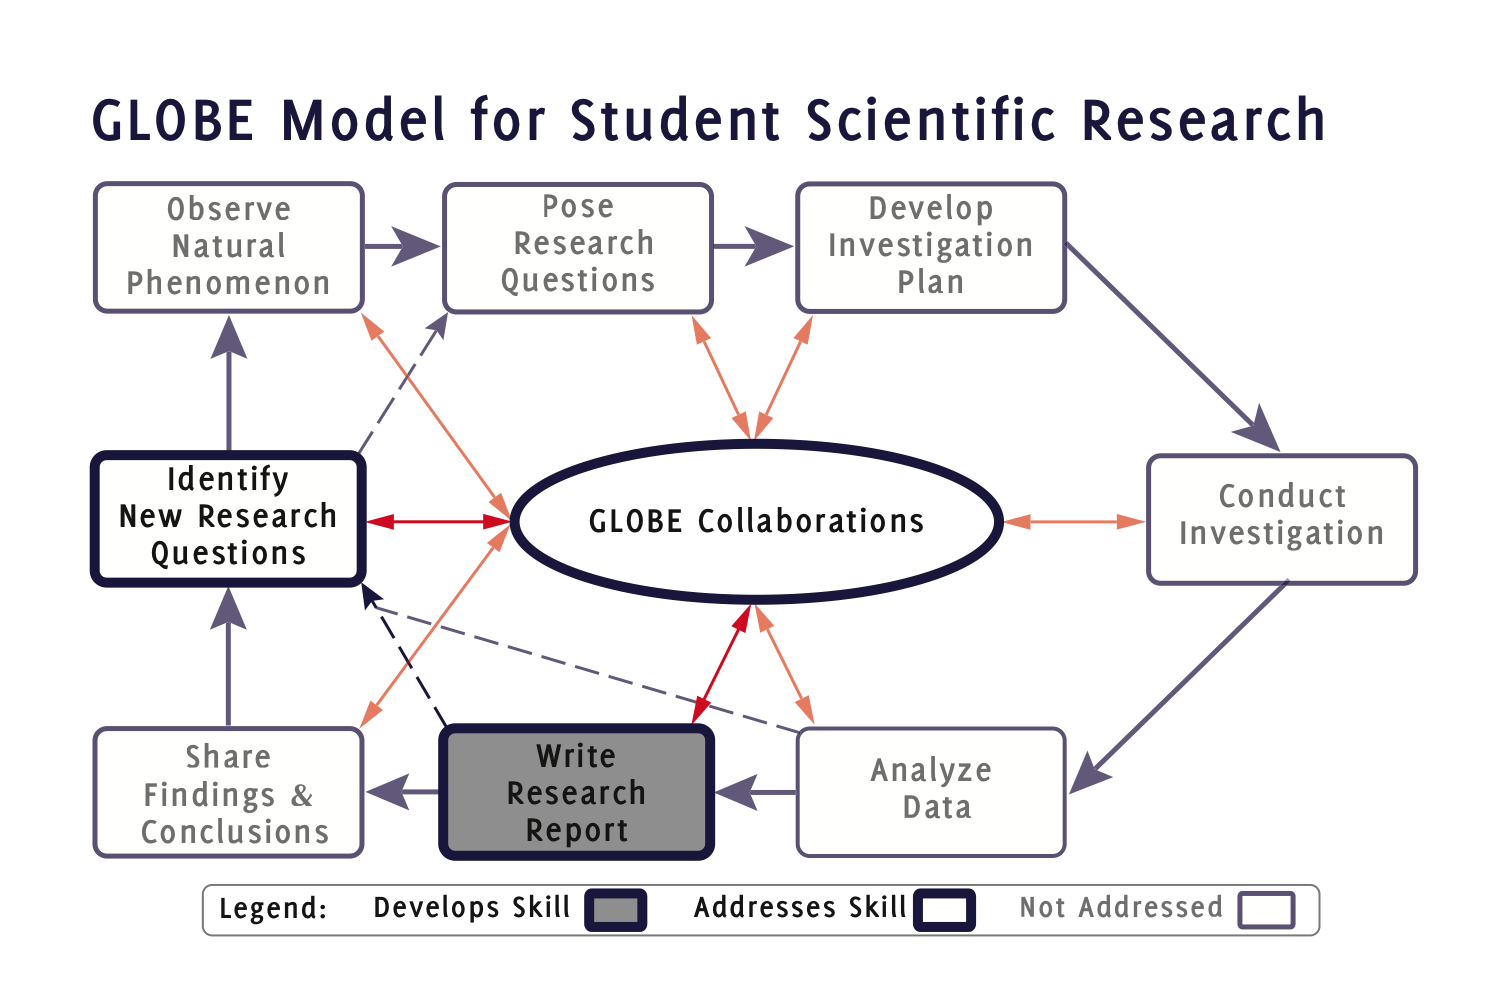 GLOBE Model for Student Scientific Research
Observe
Natural
Phenomenon
Pose
Research
Questions
Develop
Investigation
Plan
Identify
New Research
Questions
GLOBE Collaborations
Conduct
Investigation
Share
Findings &
Conclusions
Write
Research
Report
Analyze
Data
Legend: Develops Skill Addresses Skill Not Addressed